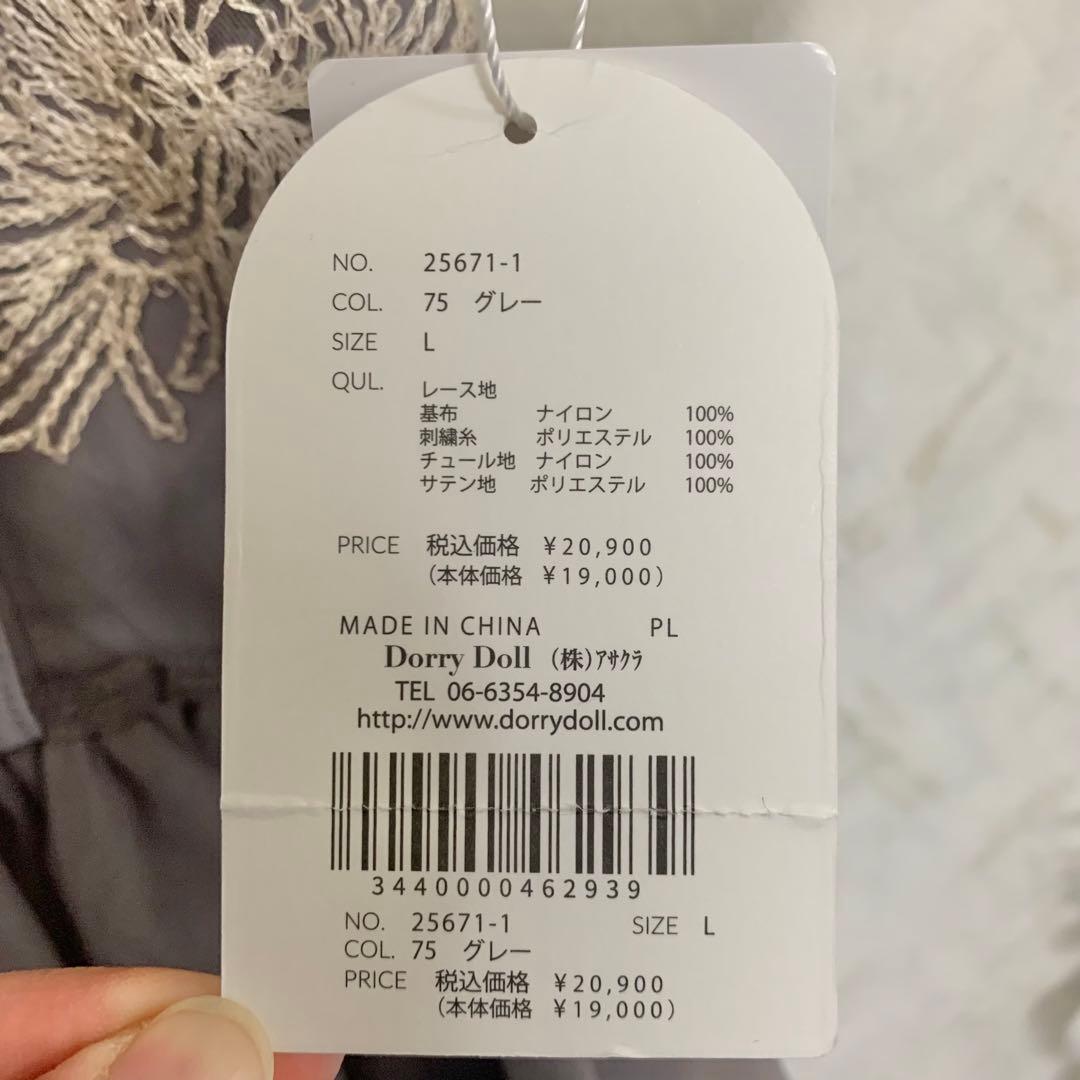 NO. 25671-1
COL. 75 グレー
SIZE L
QUL. レース地
基布 ナイロン 100%
刺繍糸 ポリエステル 100%
チュール地 ナイロン 100%
サテン地 ポリエステル 100%
PRICE 税込価格 ¥20,900
(本体価格 ¥19,000)
MADE IN CHINA PL
Dorry Doll (株)ｱｻｸﾗ
TEL 06-6354-8904
http://www.dorrydoll.com
3440000462939
NO. 25671-1 SIZE L
COL. 75 グレー
PRICE 税込価格 ¥20,900
(本体価格 ¥19,000)